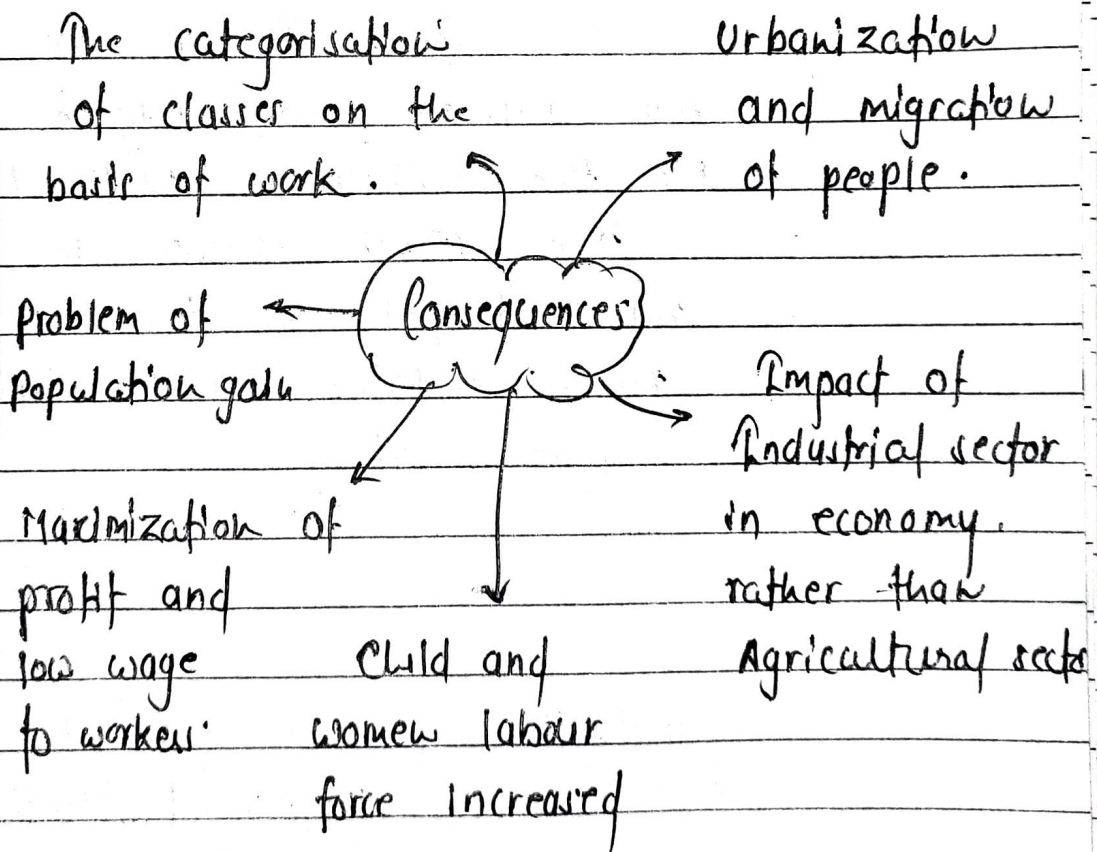 The categorisation
of classes on the
basis of work.
Urbanization
and migration
of people.
Consequences
Problem of
Population gain
Impact of
Industrial sector
in economy.
rather than
Agricultural secto
Maximization of
profit and
low wage
to workers.
Child and
women labour
force increased